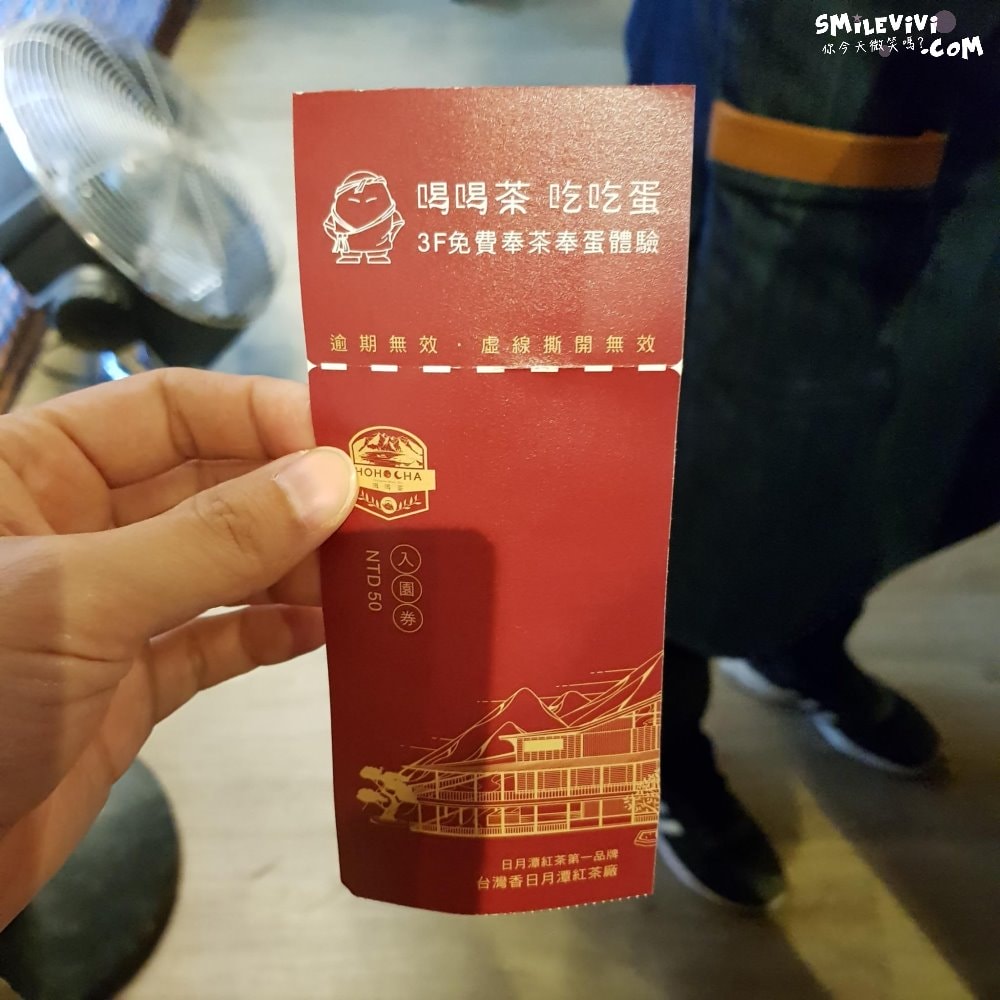 SMiLEViVi
你今天微笑嗎?
.COM
喝喝茶 吃吃蛋
3F免費奉茶奉蛋體驗
逾期無效·虛線撕開無效
HOHOCHA
喝喝茶
入園券
NTD 50
日月潭紅茶第一品牌
台灣香日月潭紅茶廠